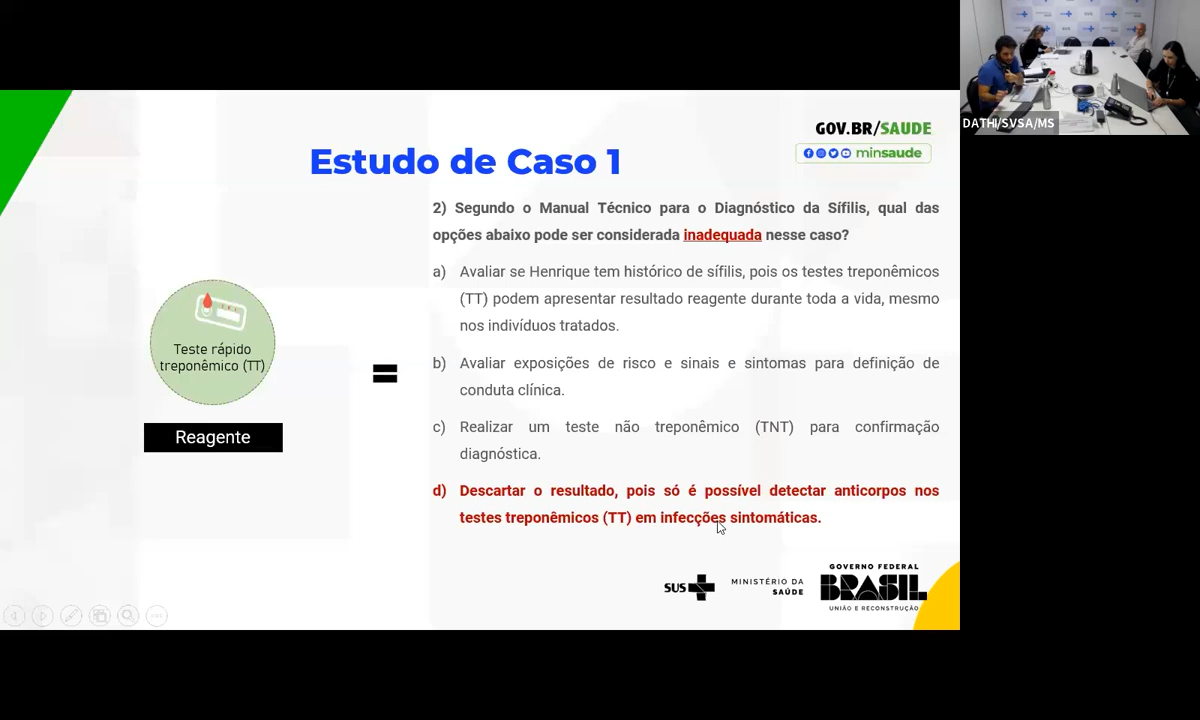 DATHI/SVSA/MS
GOV.BR/SAUDE
minsaude
Estudo de Caso 1
2) Segundo o Manual Técnico para o Diagnóstico da Sífilis, qual das
opções abaixo pode ser considerada inadequada nesse caso?
a) Avaliar se Henrique tem histórico de sífilis, pois os testes treponêmicos
(TT) podem apresentar resultado reagente durante toda a vida, mesmo
nos indivíduos tratados.
b) Avaliar exposições de risco e sinais e sintomas para definição de
conduta clínica.
c) Realizar um teste não treponêmico (TNT) para confirmação
diagnóstica.
d) Descartar o resultado, pois só é possível detectar anticorpos nos
testes treponêmicos (TT) em infecções sintomáticas.
Teste rápido
treponêmico (TT)
=
Reagente
SUS
MINISTÉRIO DA
SAÚDE
GOVERNO FEDERAL
BRASIL
UNIÃO E RECONSTRUÇÃO